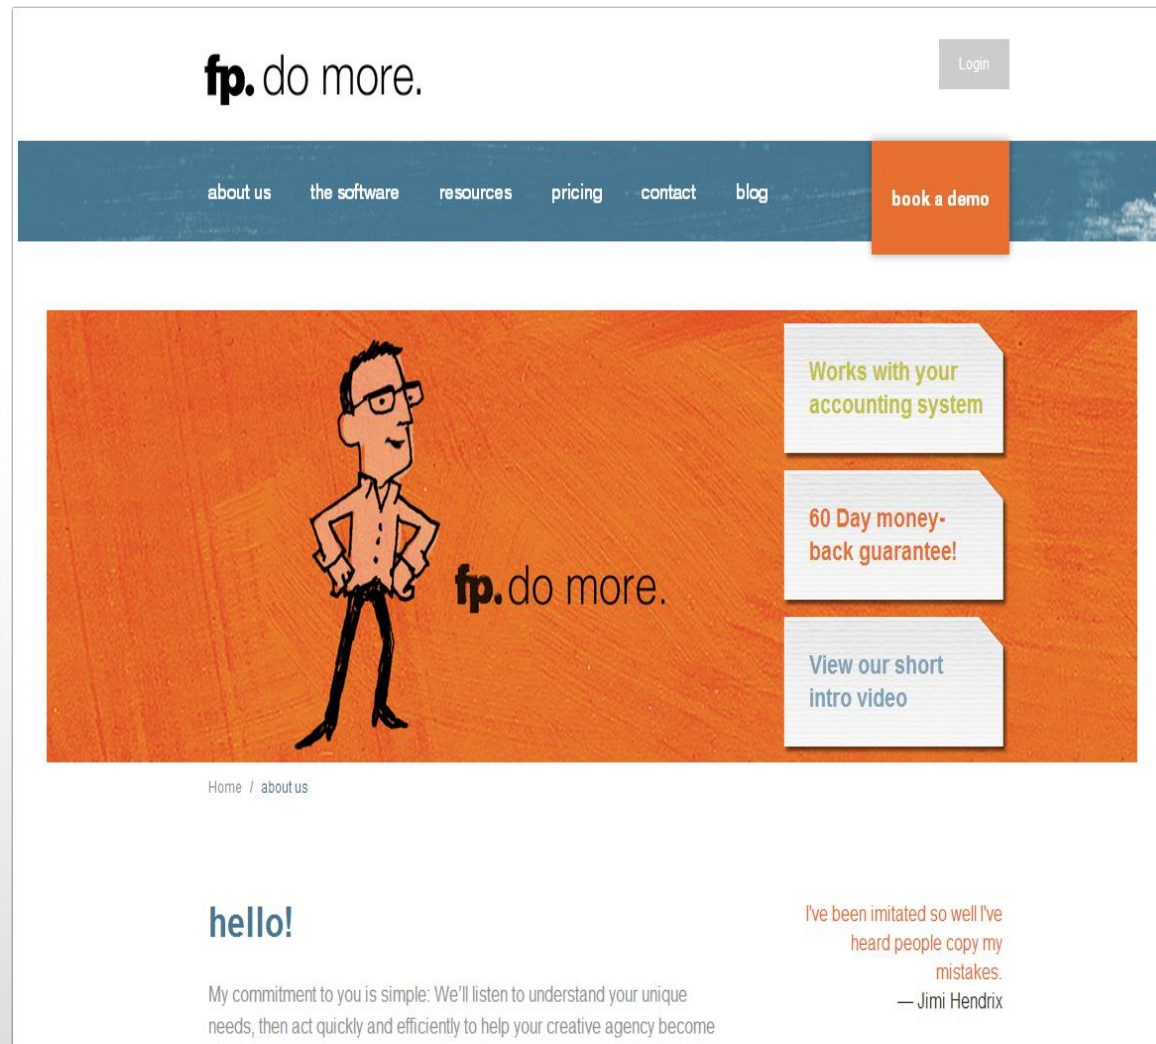 fp. do more.
Login
about us
the software
resources
pricing
contact
blog
book a demo
Works with your
accounting system
60 Day money-
back guarantee!
fp. do more.
View our short
intro video
Home / about us
hello!
My commitment to you is simple: We'll listen to understand your unique
needs, then act quickly and efficiently to help your creative agency become
I've been imitated so well I've
heard people copy my
mistakes.
— Jimi Hendrix